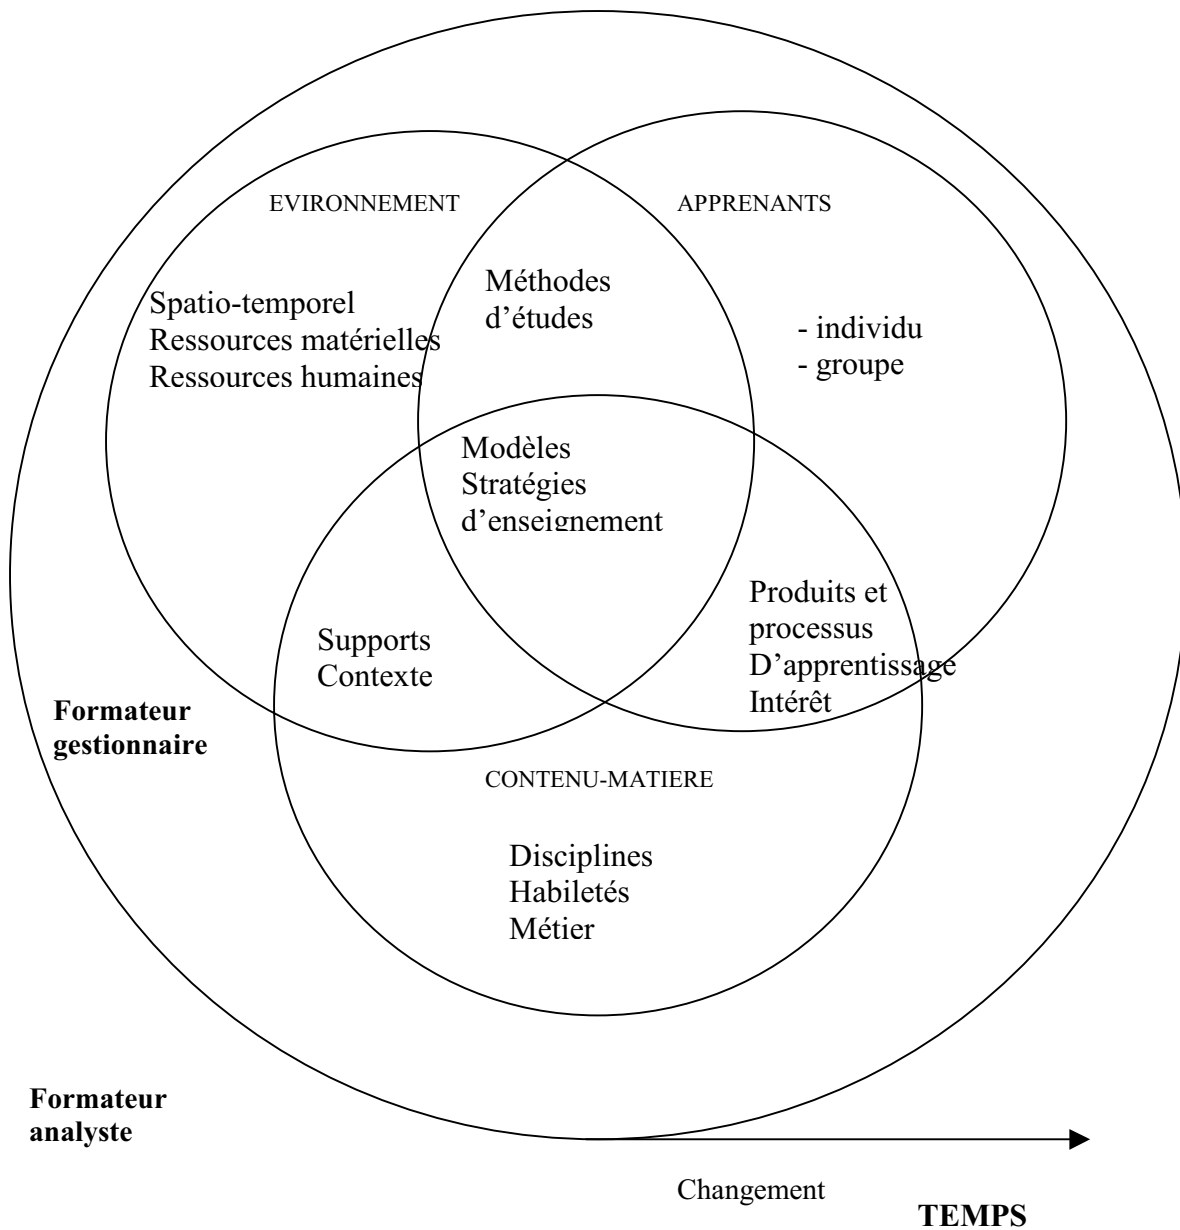 EVIRONNEMENT
APPRENANTS
Spatio-temporel
Ressources matérielles
Ressources humaines
Méthodes
d’études
- individu
- groupe
Modèles
Stratégies
d’enseignement
Supports
Contexte
Produits et
processus
D’apprentissage
Intérêt
Formateur
gestionnaire
CONTENU-MATIERE
Disciplines
Habiletés
Métier
Formateur
analyste
Changement
TEMPS